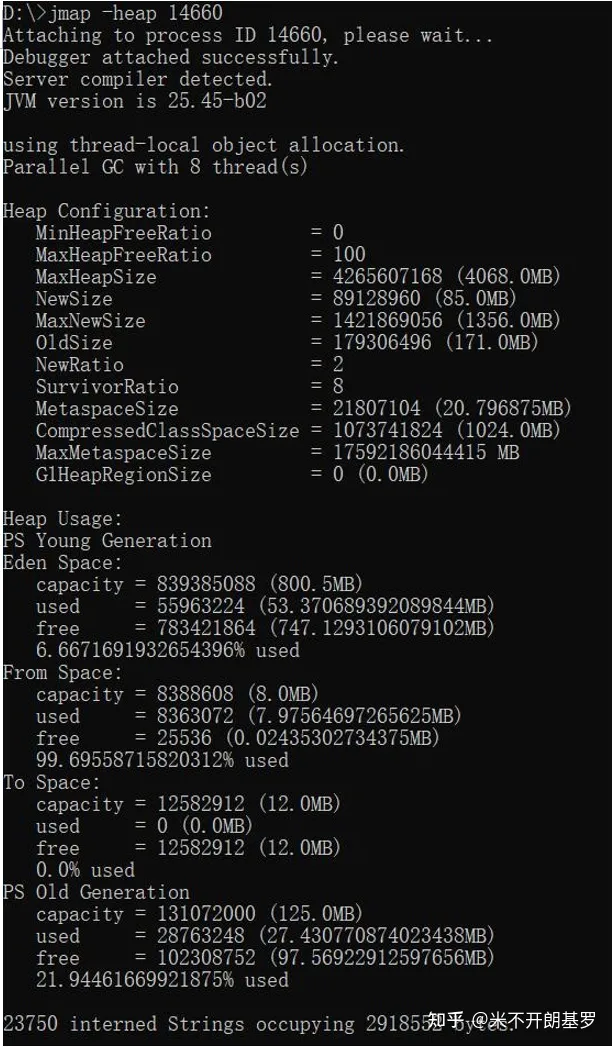 D:\>jmap -heap 14660
Attaching to process ID 14660, please wait...
Debugger attached successfully.
Server compiler detected.
JVM version is 25.45-b02
using thread-local object allocation.
Parallel GC with 8 thread(s)
Heap Configuration:
MinHeapFreeRatio = 0
MaxHeapFreeRatio = 100
MaxHeapSize = 4265607168 (4068.0MB)
NewSize = 89128960 (85.0MB)
MaxNewSize = 1421869056 (1356.0MB)
OldSize = 179306496 (171.0MB)
NewRatio = 2
SurvivorRatio = 8
MetaspaceSize = 21807104 (20.796875MB)
CompressedClassSpaceSize = 1073741824 (1024.0MB)
MaxMetaspaceSize = 17592186044415 MB
G1HeapRegionSize = 0 (0.0MB)
Heap Usage:
PS Young Generation
Eden Space:
capacity = 839385088 (800.5MB)
used = 55963224 (53.370689392089844MB)
free = 783421864 (747.1293106079102MB)
6.6671691932654396% used
From Space:
capacity = 8388608 (8.0MB)
used = 8363072 (7.97564697265625MB)
free = 25536 (0.02435302734375MB)
99.69558715820312% used
To Space:
capacity = 12582912 (12.0MB)
used = 0 (0.0MB)
free = 12582912 (12.0MB)
0.0% used
PS Old Generation
capacity = 131072000 (125.0MB)
used = 28763248 (27.430770874023438MB)
free = 102308752 (97.56922912597656MB)
21.94461669921875% used
23750 interned Strings occupying 2918552 bytes.
知乎 @米不开朗基罗